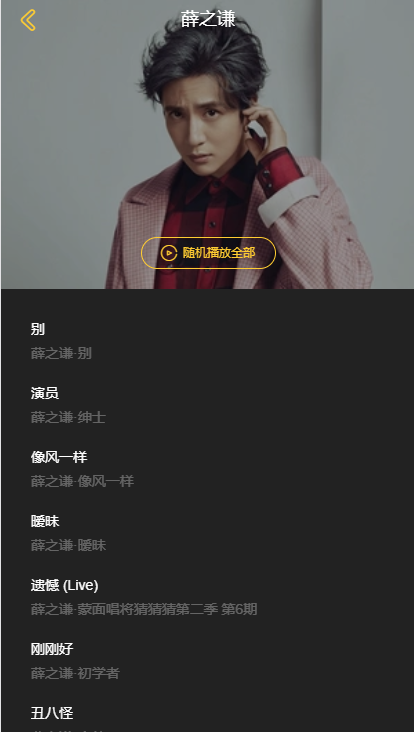 薛之谦
随机播放全部
别
薛之谦·别
演员
薛之谦·绅士
像风一样
薛之谦·像风一样
暧昧
薛之谦·暧昧
遗憾 (Live)
薛之谦·蒙面唱将猜猜猜第二季 第6期
刚刚好
薛之谦·初学者
丑八怪